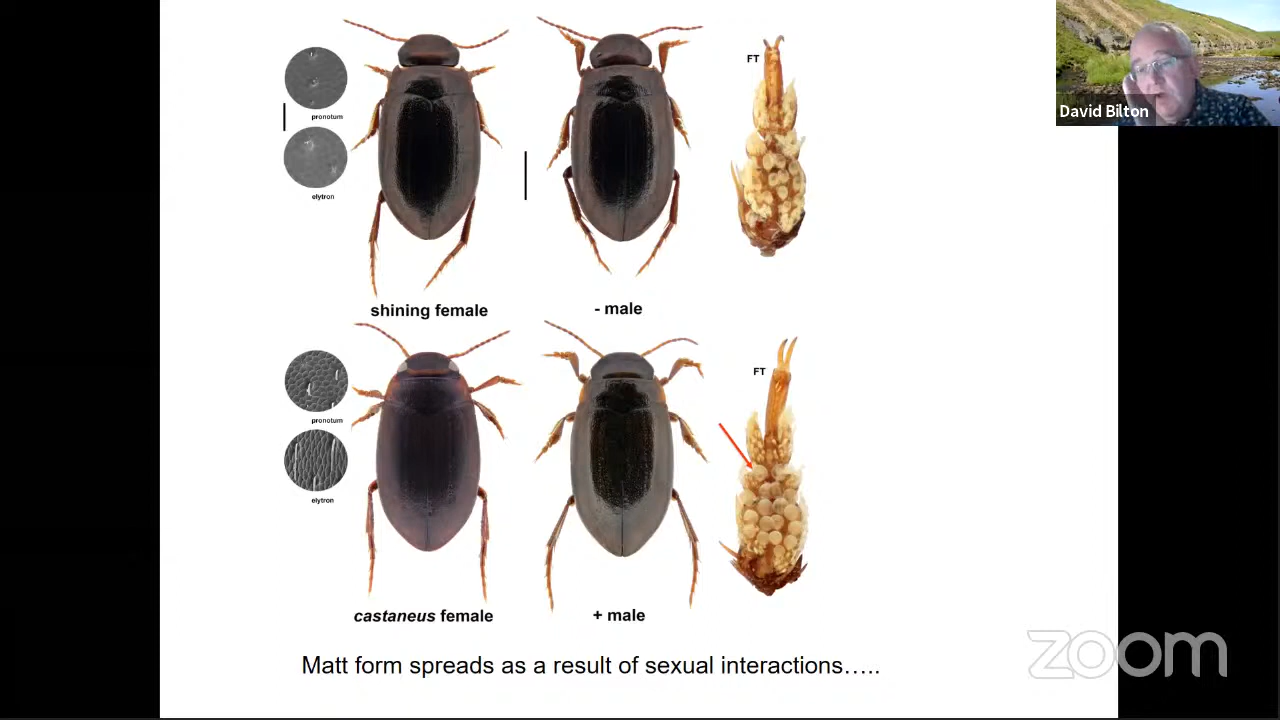 FT
pronotum
elytron
shining female
- male
FT
pronotum
elytron
castaneus female
+ male
Matt form spreads as a result of sexual interactions…..
David Bilton
zoom